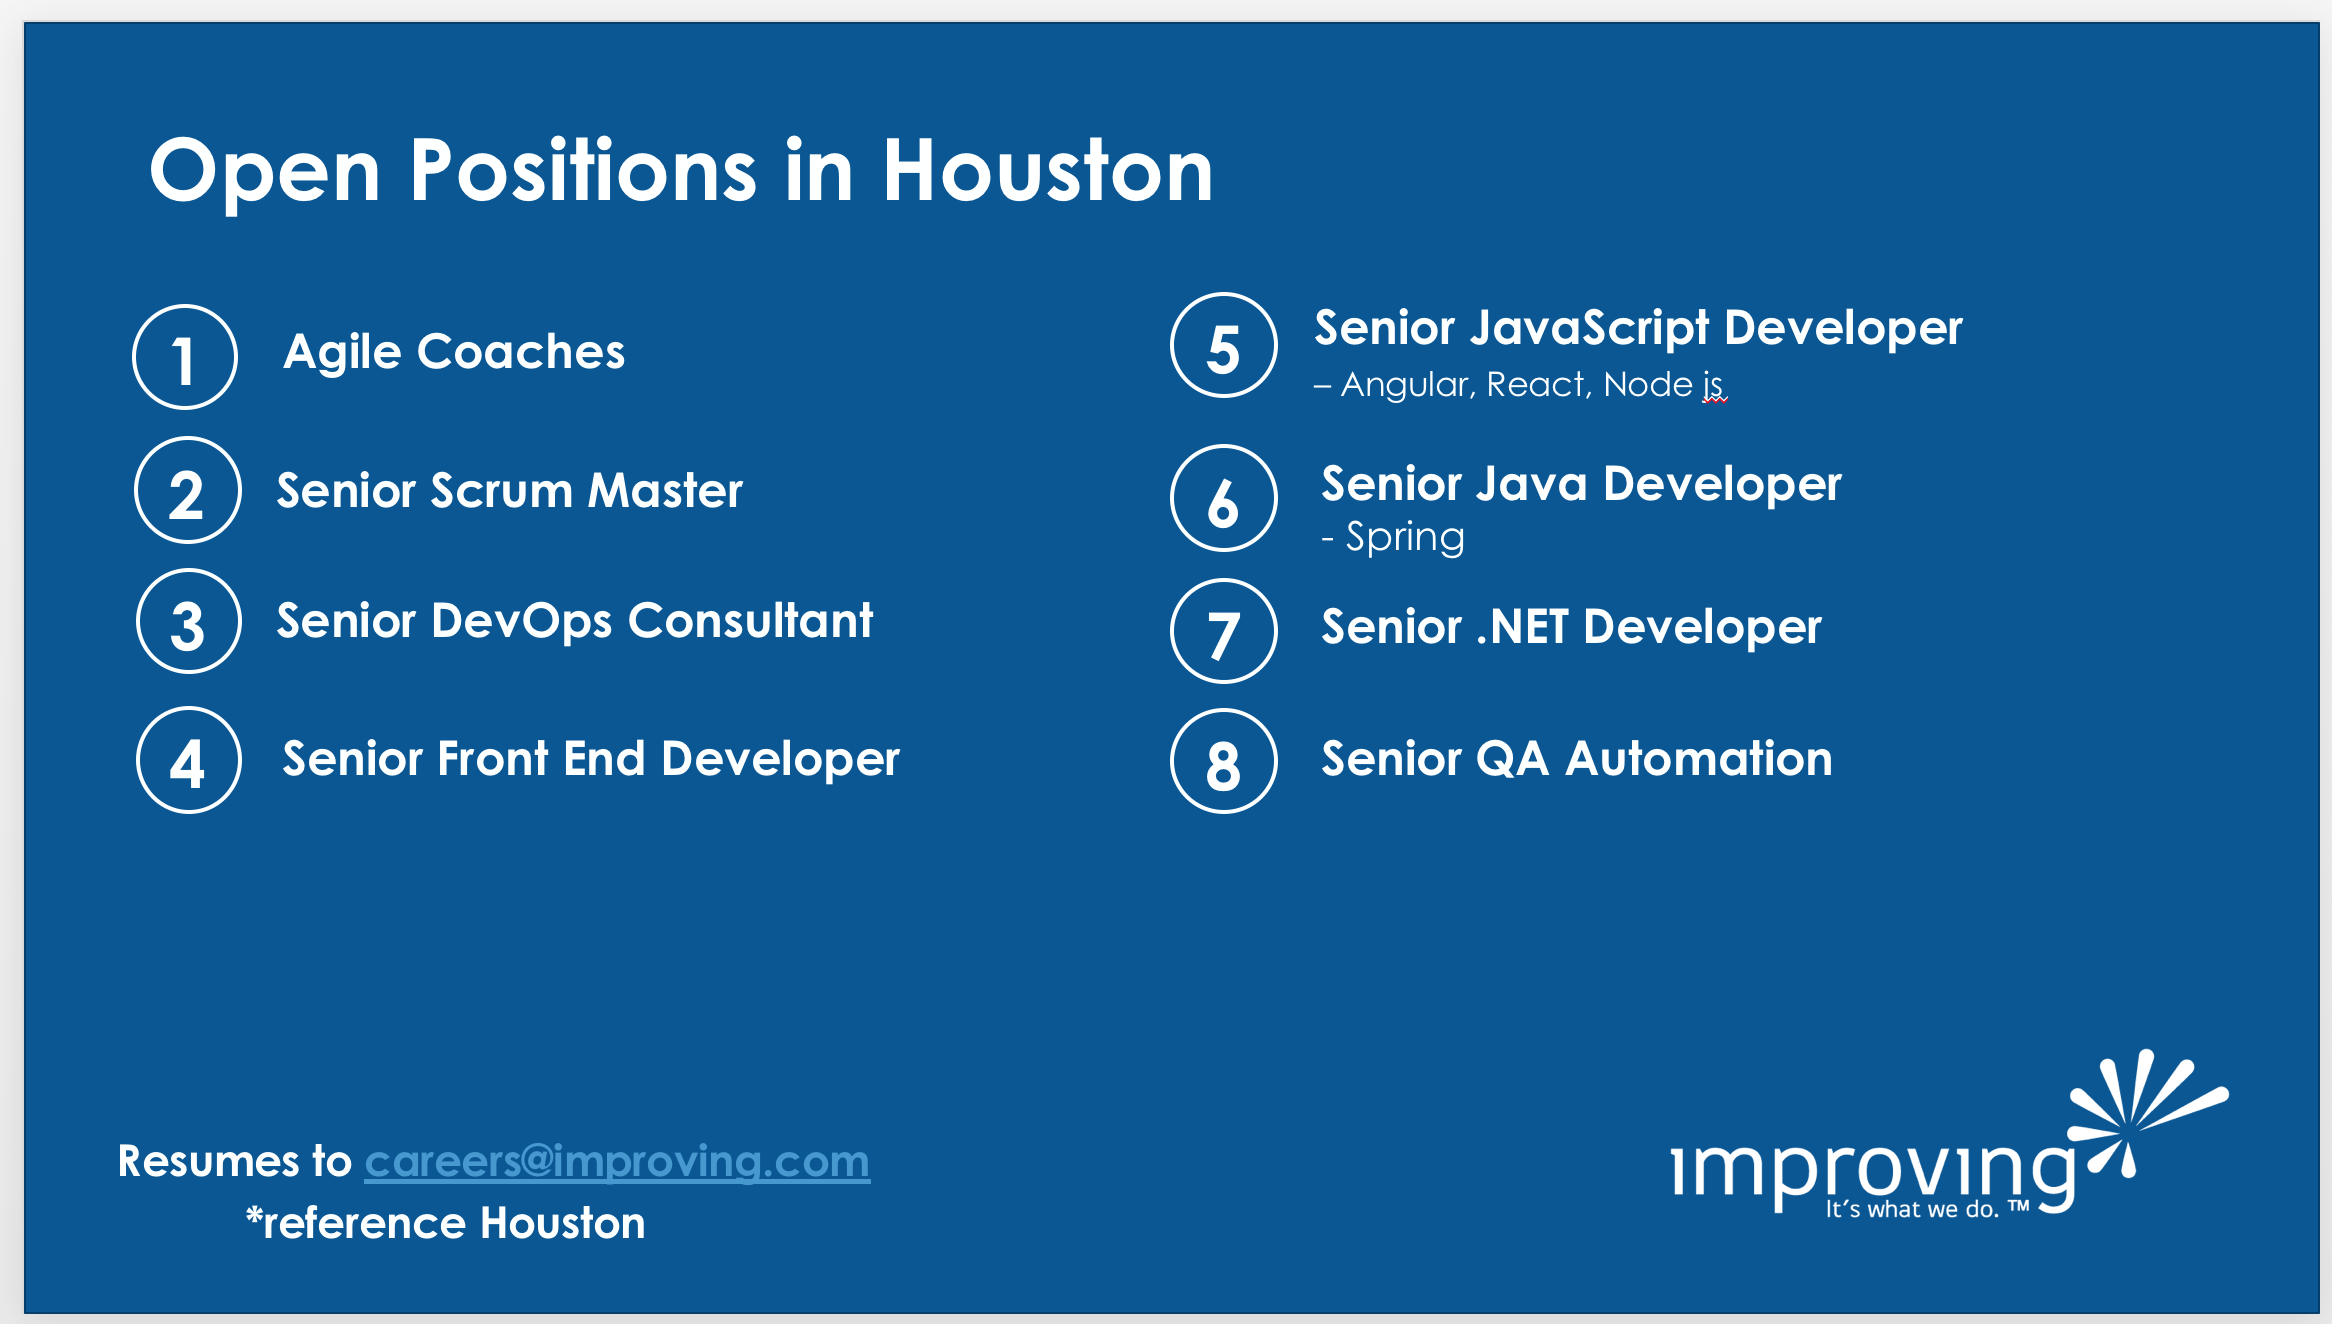 Open Positions in Houston
1 Agile Coaches
2 Senior Scrum Master
3 Senior DevOps Consultant
4 Senior Front End Developer
5 Senior JavaScript Developer
– Angular, React, Node js
6 Senior Java Developer
- Spring
7 Senior .NET Developer
8 Senior QA Automation
Resumes to careers@improving.com
*reference Houston
improving
It's what we do. ™